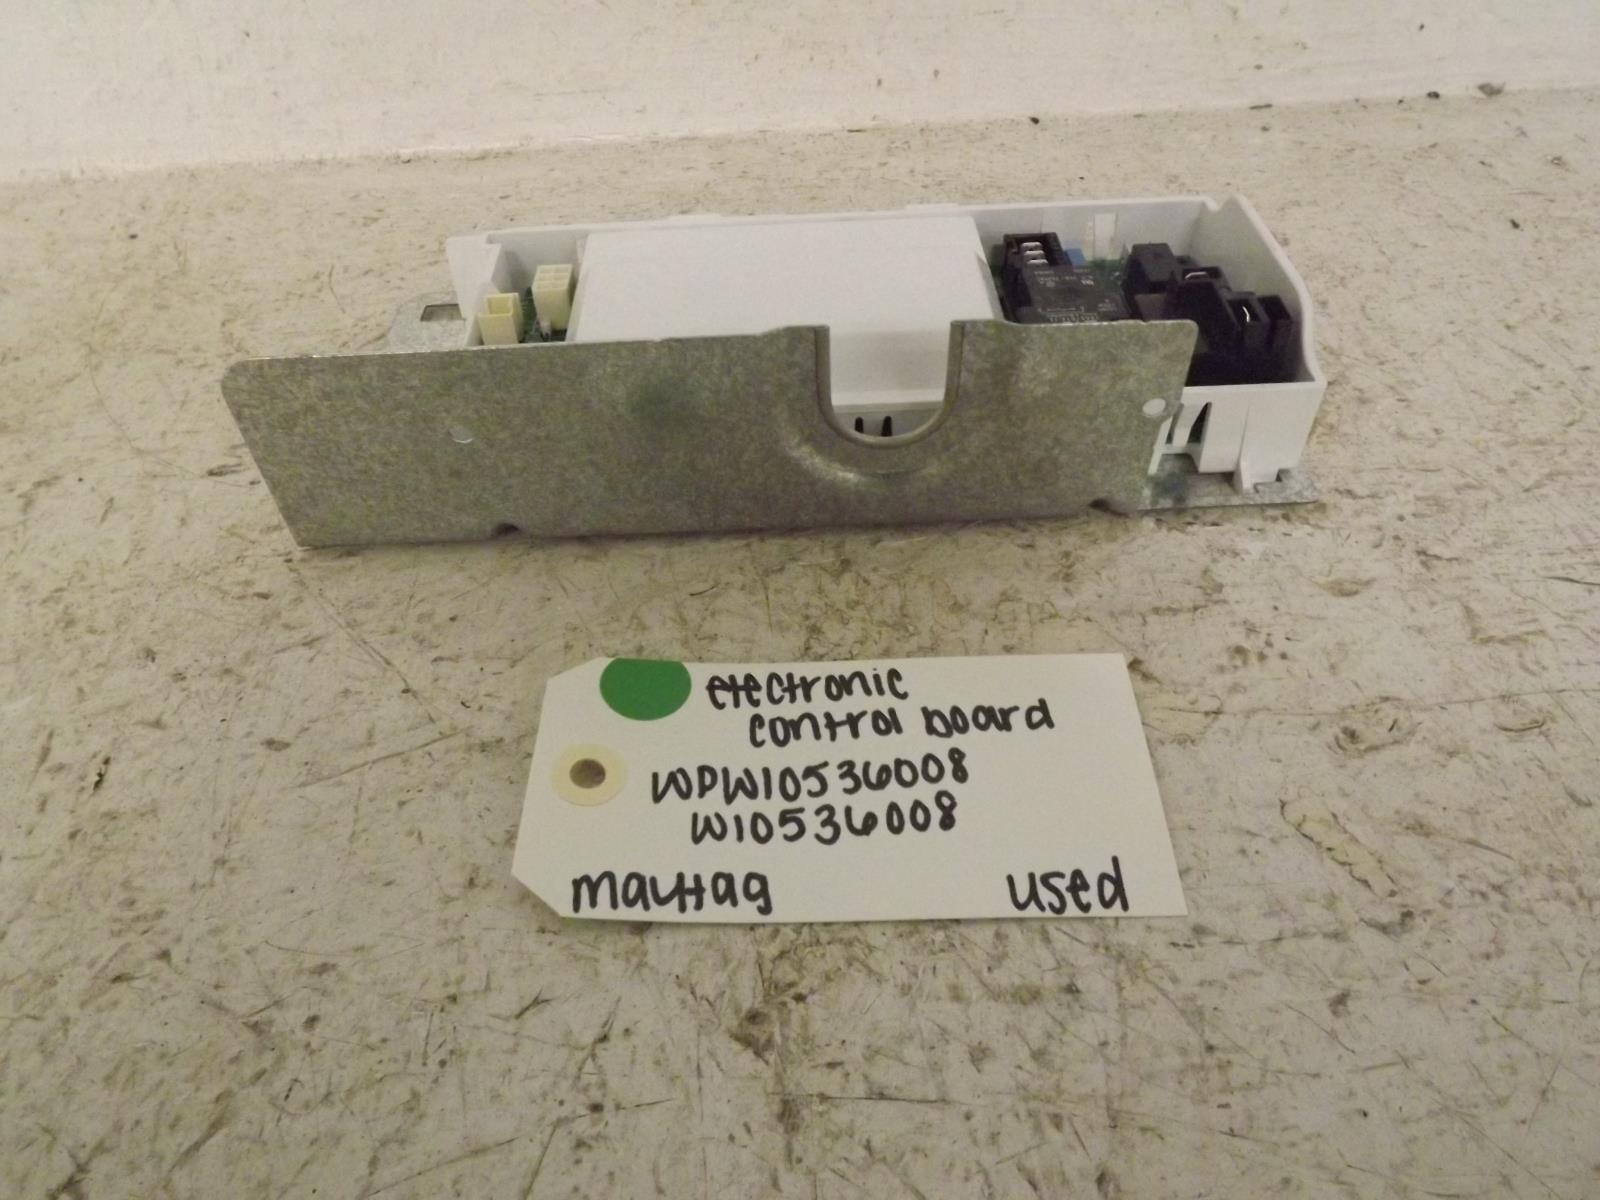 electronic
control board
WPW10536008
W10536008
maytag
used